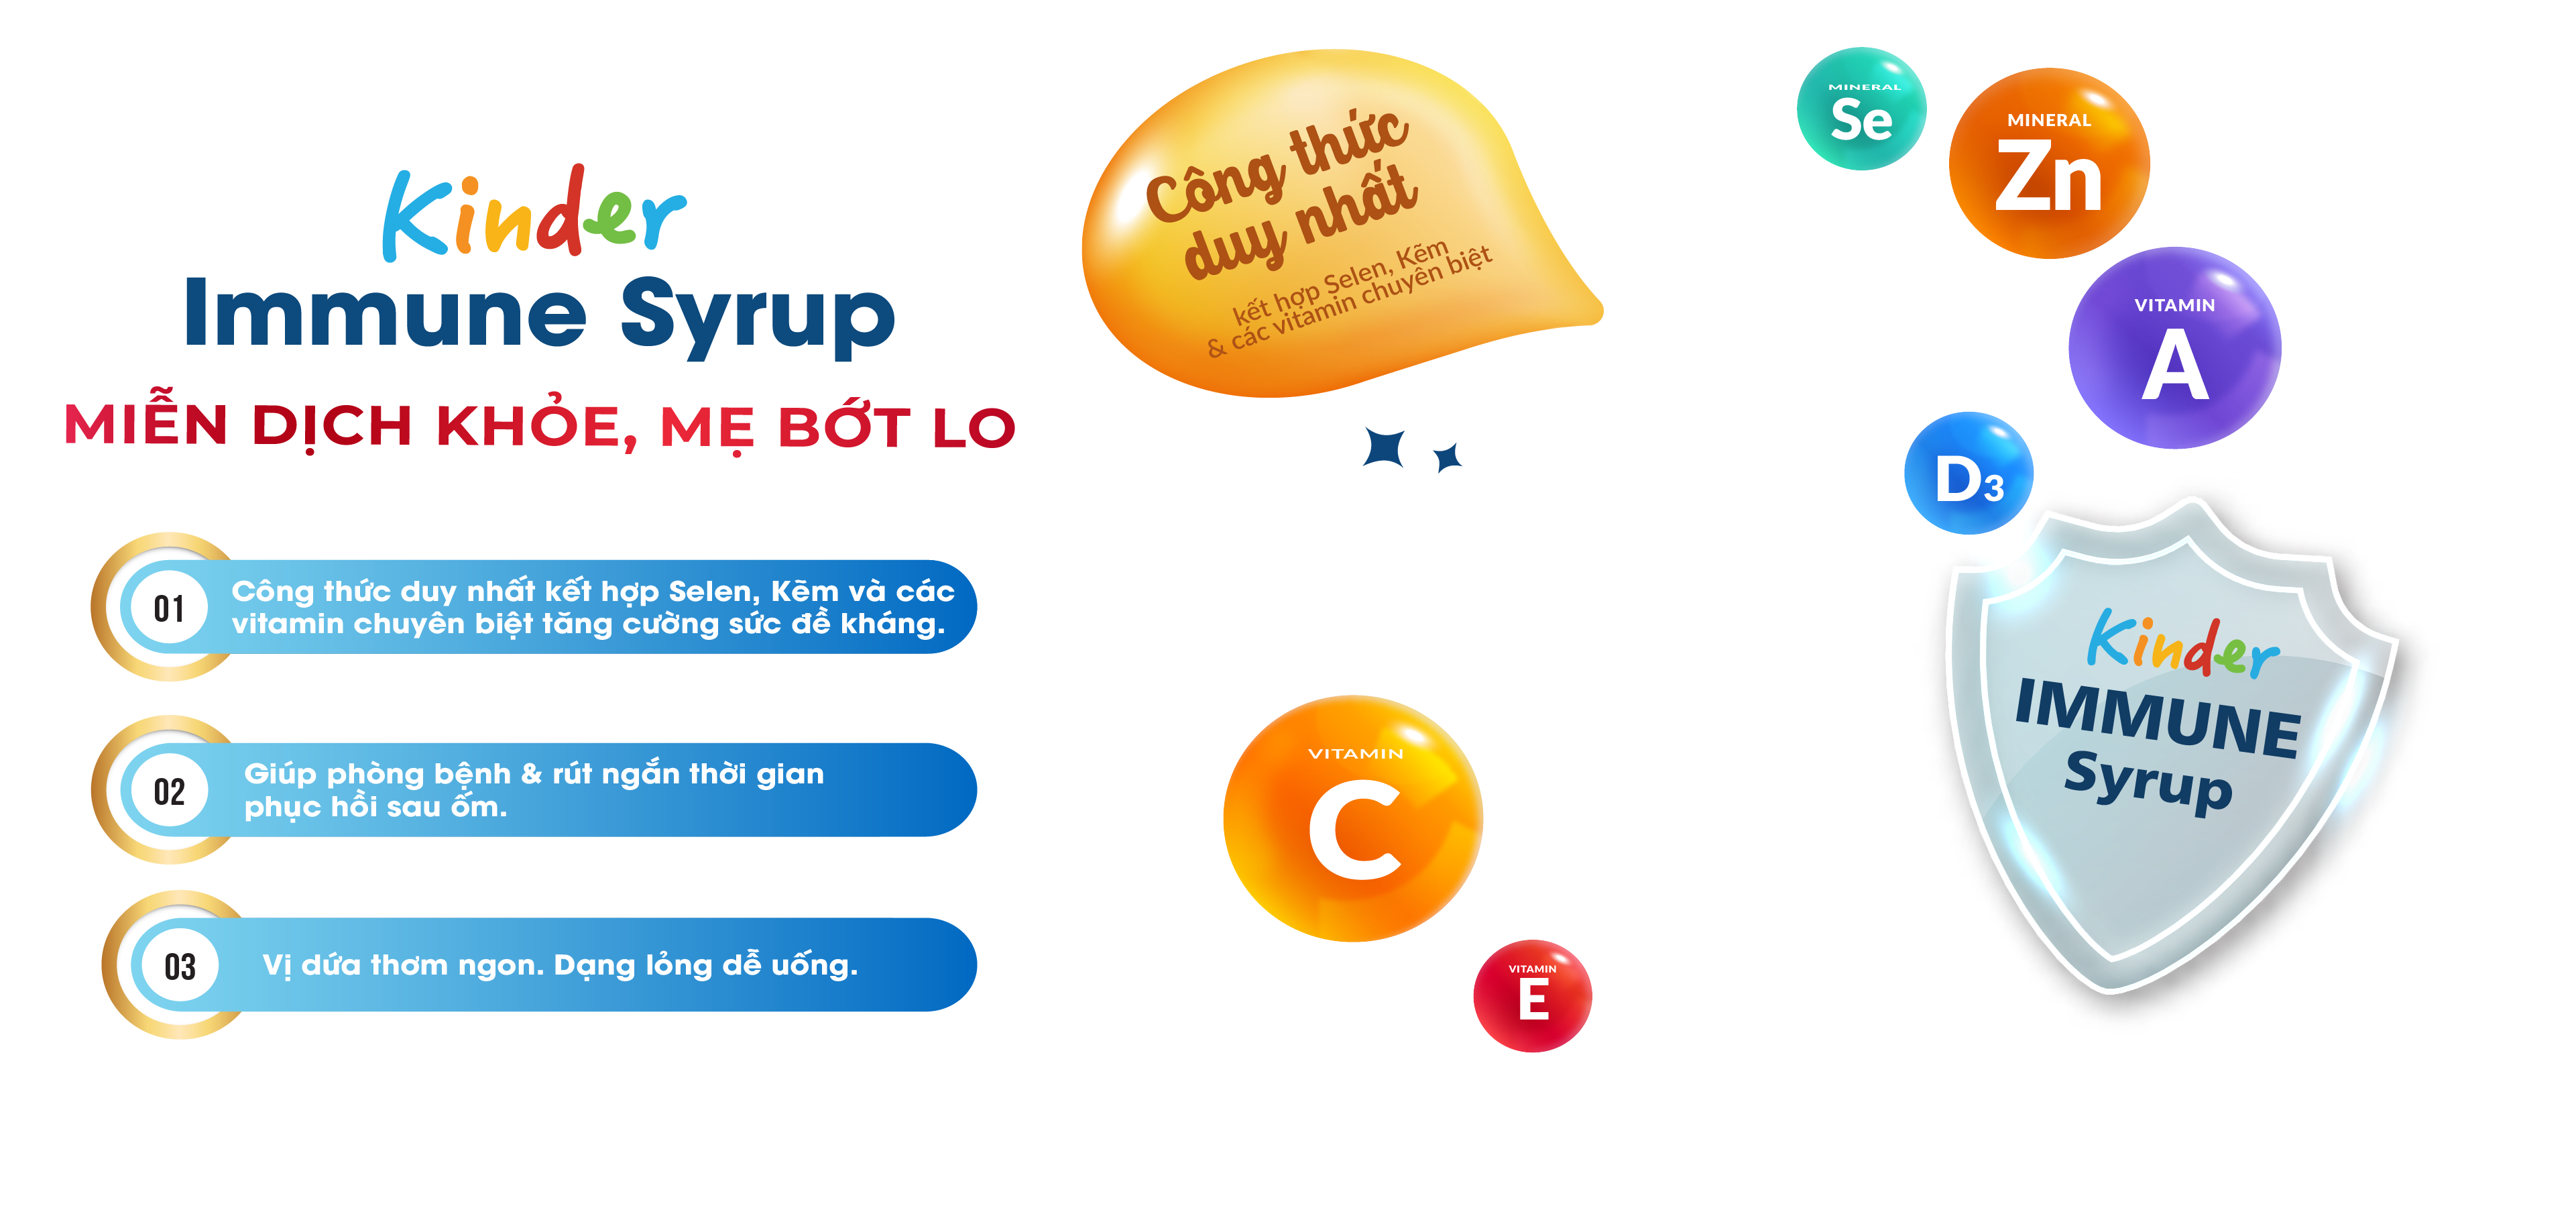 Kinder
Immune Syrup
MIỄN DỊCH KHỎE, MẸ BỚT LO
01
Công thức duy nhất kết hợp Selen, Kẽm và các
vitamin chuyên biệt tăng cường sức đề kháng.
02
Giúp phòng bệnh & rút ngắn thời gian
phục hồi sau ốm.
03
Vị dứa thơm ngon. Dạng lỏng dễ uống.
Công thức
duy nhất
kết hợp Selen, Kẽm
& các vitamin chuyên biệt
VITAMIN
C
VITAMIN
E
MINERAL
Se
MINERAL
Zn
VITAMIN
A
D3
Kinder
IMMUNE
Syrup